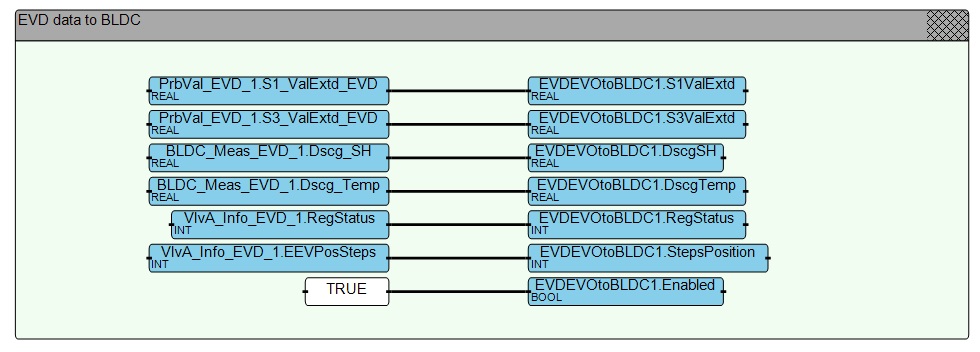 EVD data to BLDC
PrbVal_EVD_1.S1_ValExtd_EVD
REAL
EVDEVOtoBLDC1.S1ValExtd
REAL
PrbVal_EVD_1.S3_ValExtd_EVD
REAL
EVDEVOtoBLDC1.S3ValExtd
REAL
BLDC_Meas_EVD_1.Dscg_SH
REAL
EVDEVOtoBLDC1.DscgSH
REAL
BLDC_Meas_EVD_1.Dscg_Temp
REAL
EVDEVOtoBLDC1.DscgTemp
REAL
VlvA_Info_EVD_1.RegStatus
INT
EVDEVOtoBLDC1.RegStatus
INT
VlvA_Info_EVD_1.EEVPosSteps
INT
EVDEVOtoBLDC1.StepsPosition
INT
TRUE
EVDEVOtoBLDC1.Enabled
BOOL